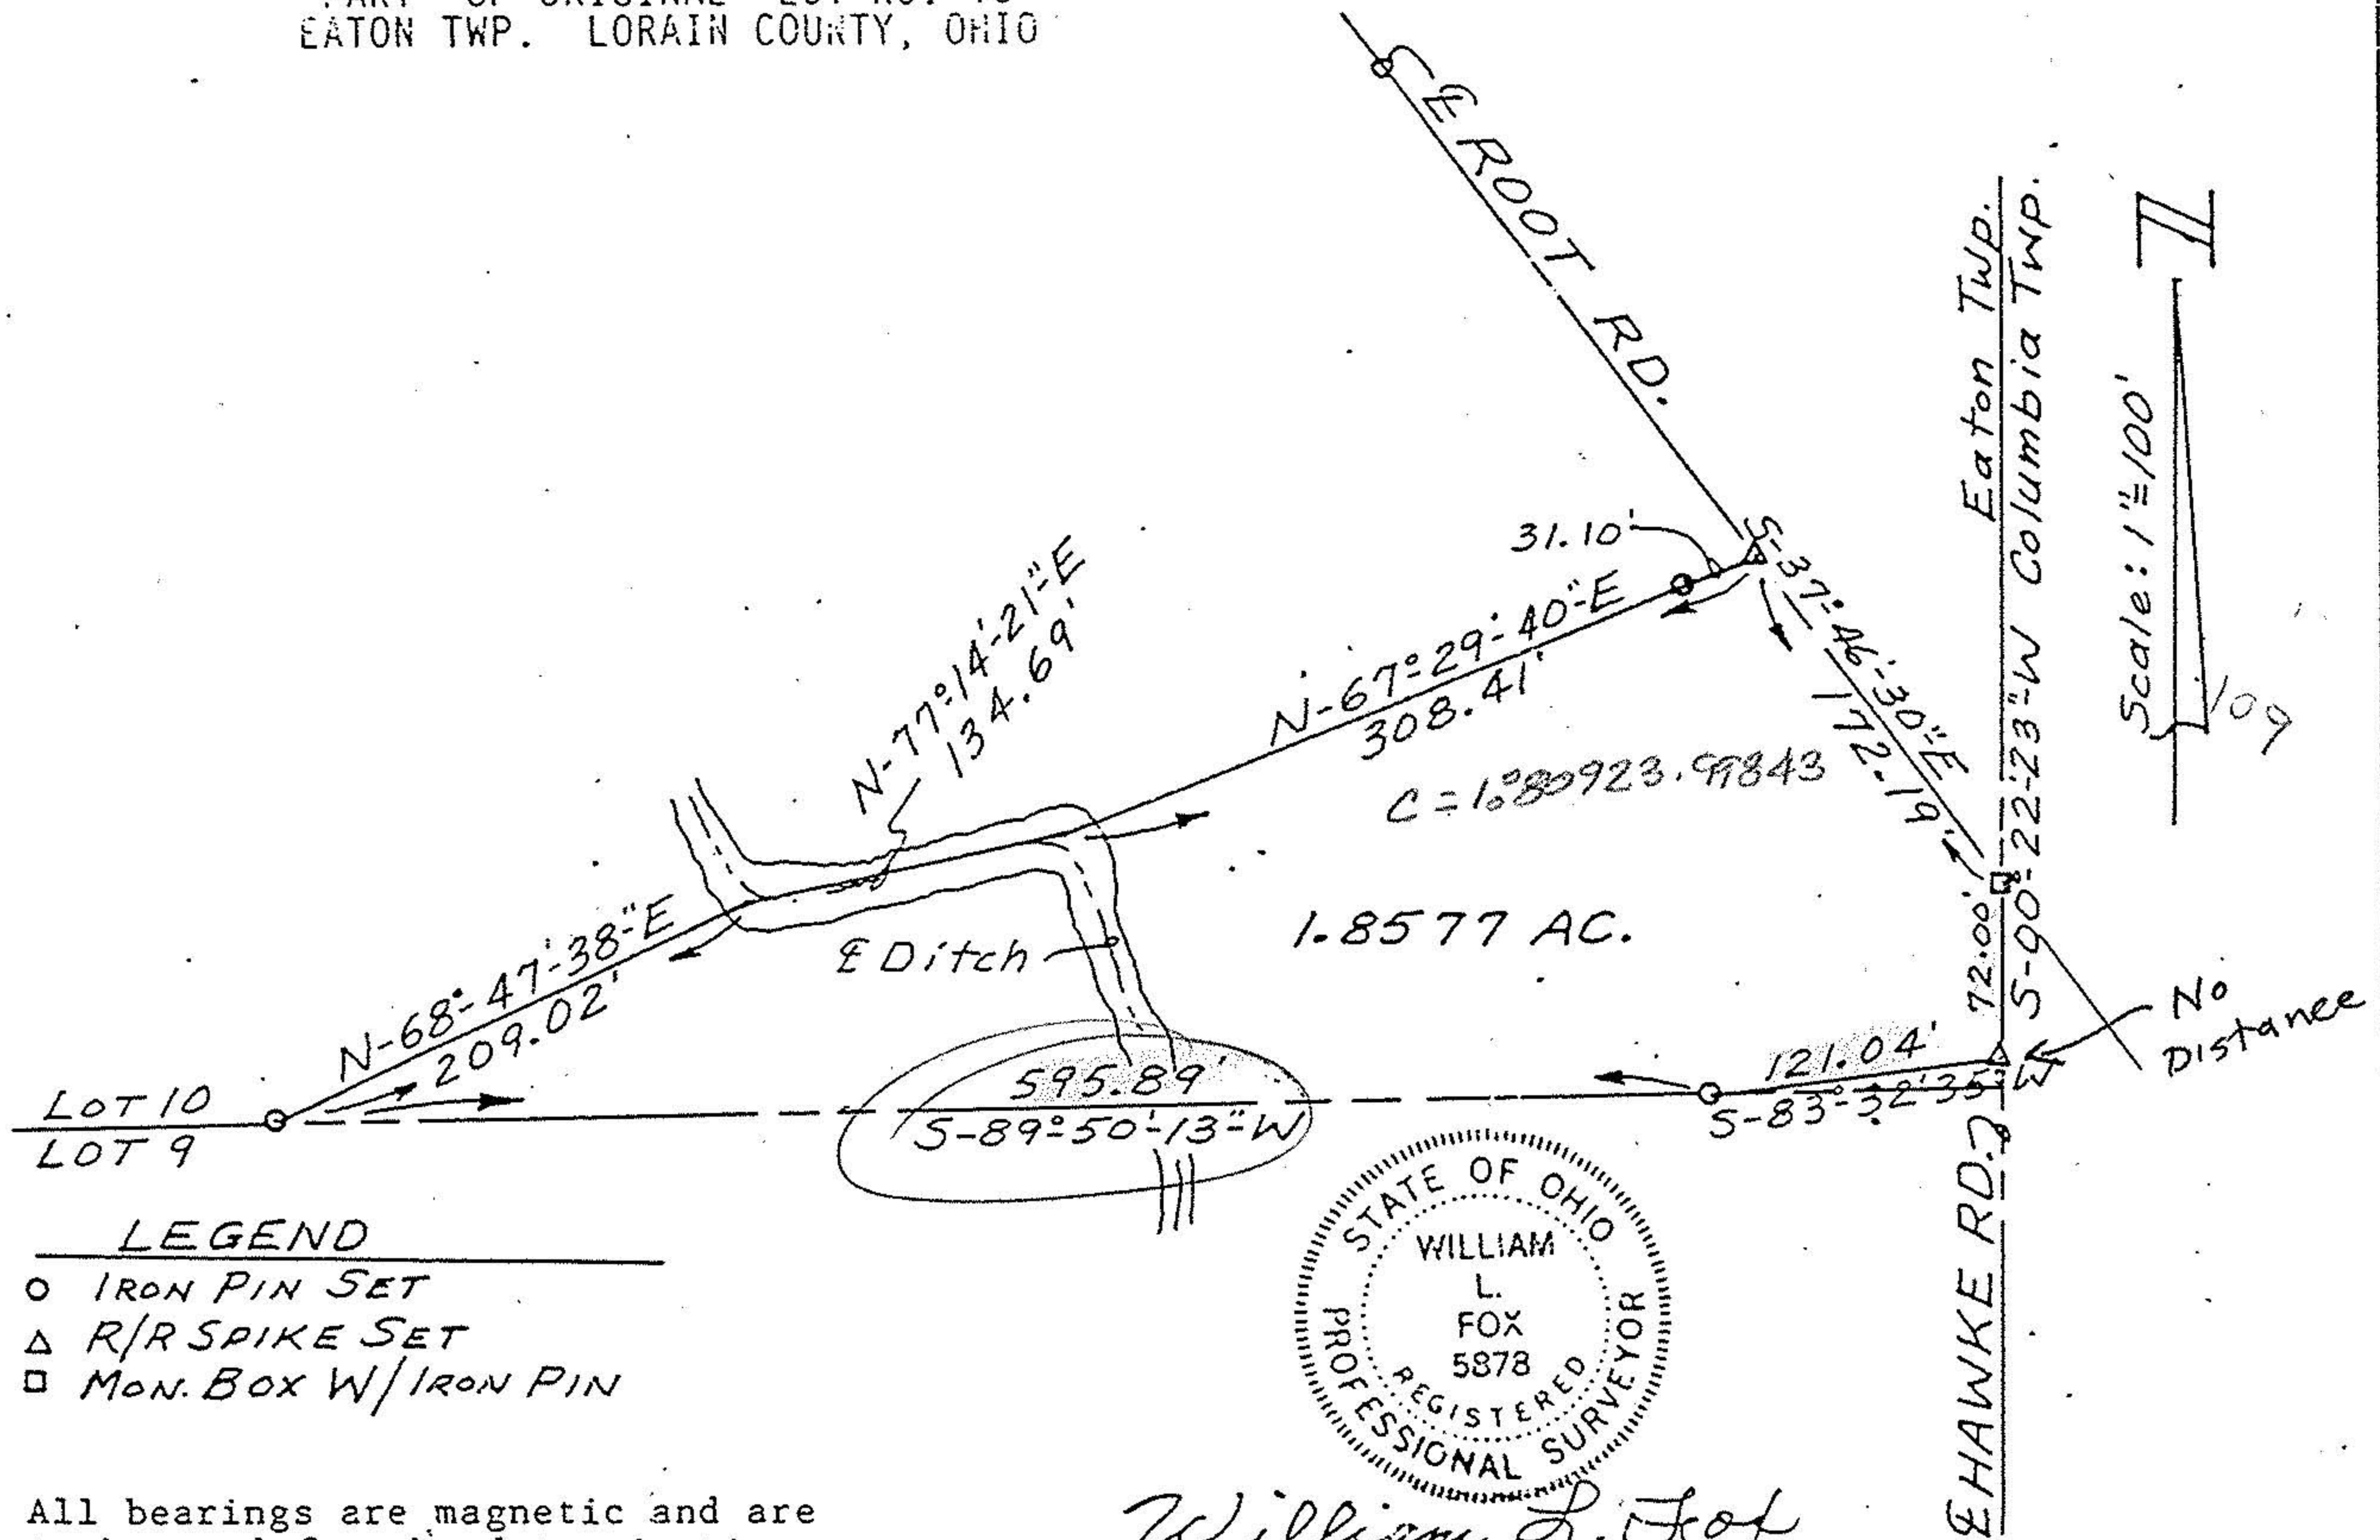 EATON TWP. LORAIN COUNTY, OHIO
℄ ROOT RD.
Eaton Twp.
Columbia Twp.
Scale: 1"=100'
31.10'
S-37°-46'-30"-E
172.19'
N-77°-14'-21"-E
134.69'
N-67°-29'-40"-E
308.41'
S-00°-22'-23"-W
72.00'
N-68°-47'-38"-E
209.02'
℄ Ditch
1.8577 AC.
No
Distance
121.04'
S-83°-32'-35"-W
595.89'
S-89°-50'-13"-W
LOT 10
LOT 9
℄ HAWKE RD.
LEGEND
O IRON PIN SET
△ R/R SPIKE SET
□ MON. BOX W/IRON PIN
STATE OF OHIO
WILLIAM
L.
FOX
5878
REGISTERED
PROFESSIONAL SURVEYOR
All bearings are magnetic and are
William L. Fox